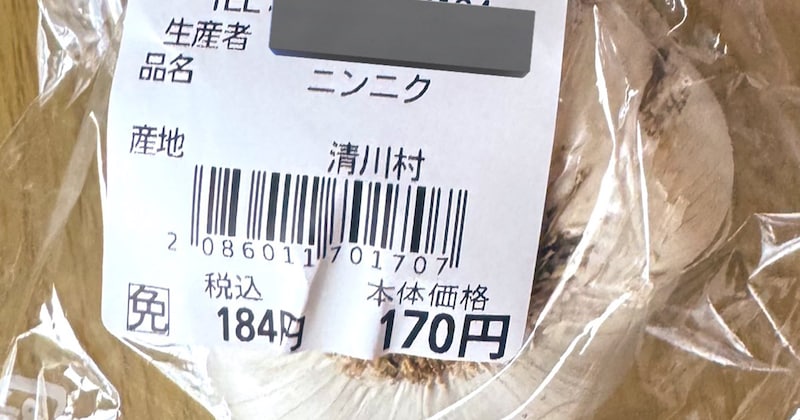 TEL
生産者
品名 ニンニク
産地 清川村
2 086011 701707
税込 本体価格
免 184円 170円